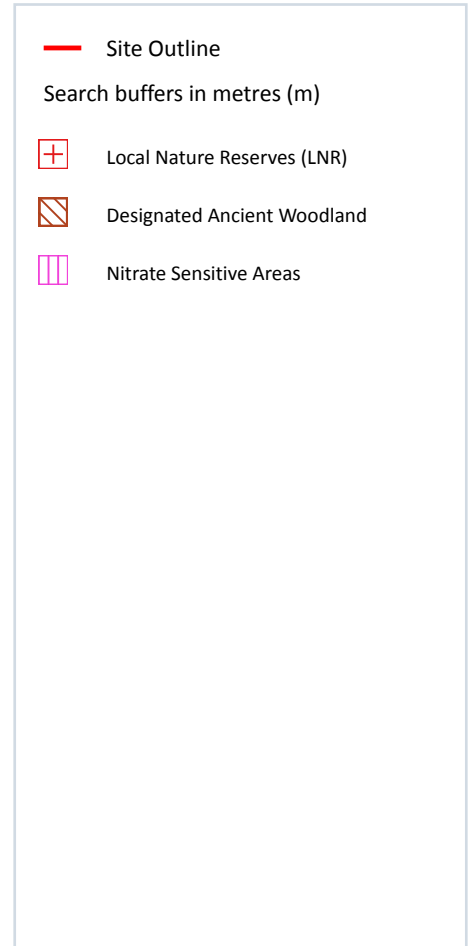 Site Outline
Search buffers in metres (m)
Local Nature Reserves (LNR)
Designated Ancient Woodland
Nitrate Sensitive Areas